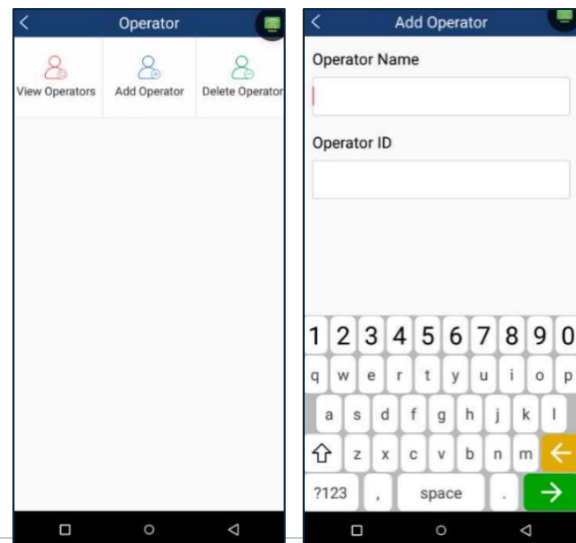 Operator
View Operators Add Operator Delete Operator
Add Operator
Operator Name
Operator ID
1 2 3 4 5 6 7 8 9 0
q w e r t y u i o p
a s d f g h j k l
z x c v b n m
?123 , space .